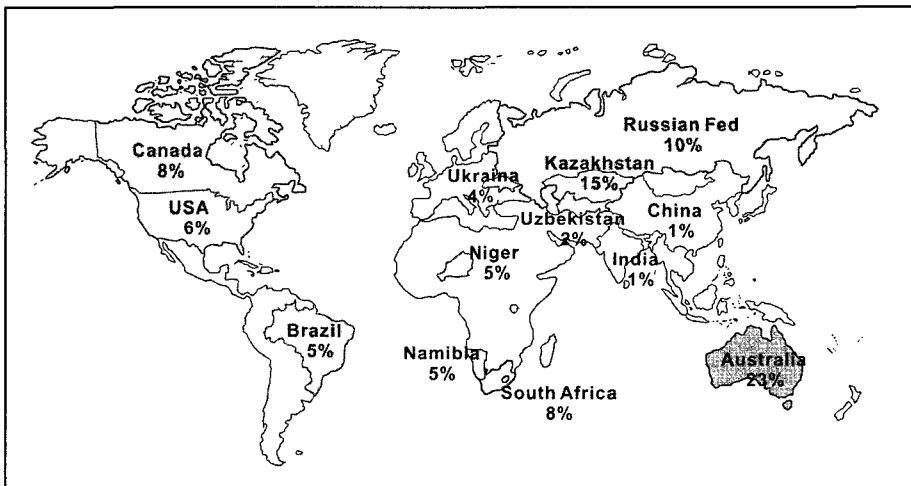 Russian Fed
10%
Canada
8%
Kazakhstan
15%
Ukraina
4%
USA
6%
China
1%
Uzbekistan
2%
Niger
5%
India
1%
Brazil
5%
Namibia
5%
Australia
23%
South Africa
8%